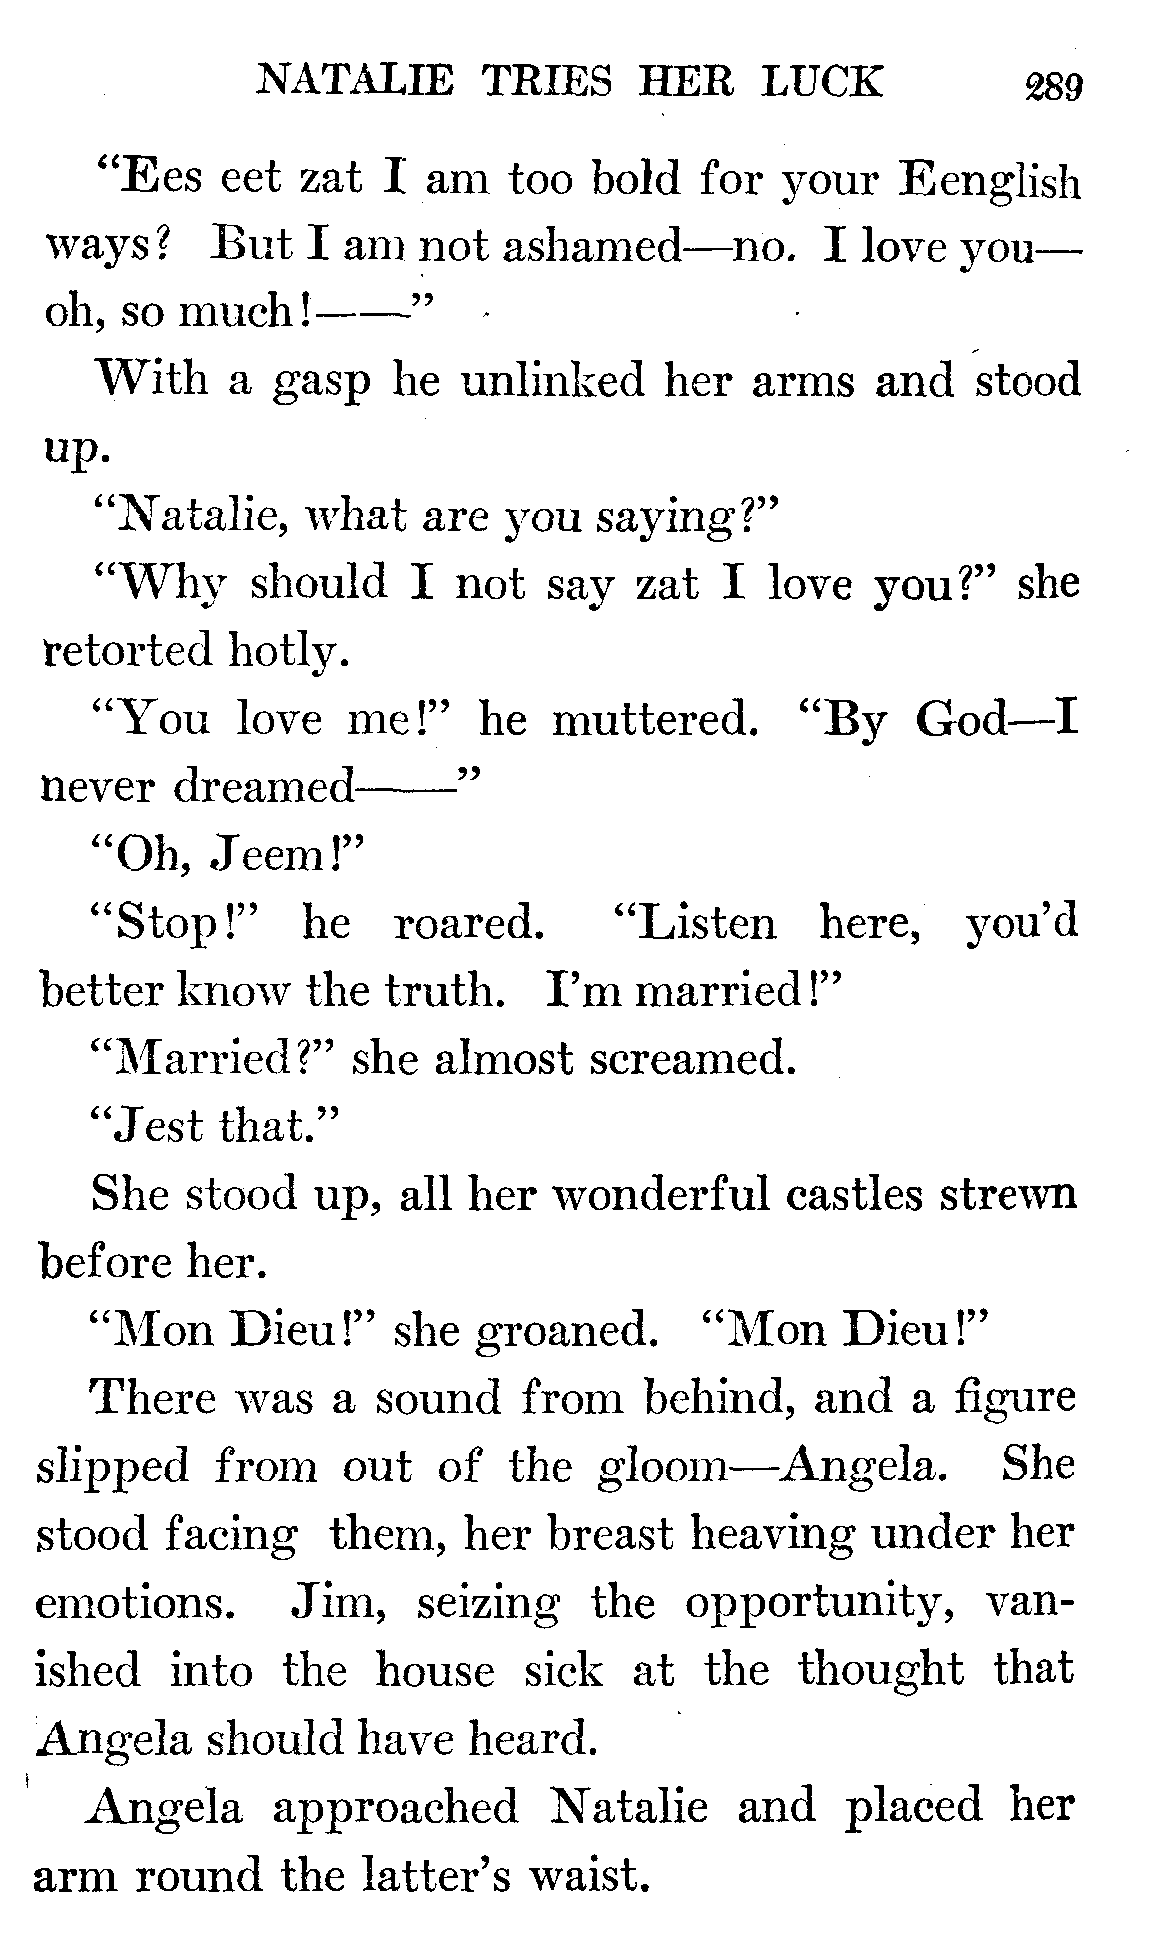 NATALIE TRIES HER LUCK 289
“Ees eet zat I am too bold for your Eenglish
ways? But I am not ashamed—no. I love you—
oh, so much!——”
With a gasp he unlinked her arms and stood
up.
“Natalie, what are you saying?”
“Why should I not say zat I love you?” she
retorted hotly.
“You love me!” he muttered. “By God—I
never dreamed——”
“Oh, Jeem!”
“Stop!” he roared. “Listen here, you’d
better know the truth. I’m married!”
“Married?” she almost screamed.
“Jest that.”
She stood up, all her wonderful castles strewn
before her.
“Mon Dieu!” she groaned. “Mon Dieu!”
There was a sound from behind, and a figure
slipped from out of the gloom—Angela. She
stood facing them, her breast heaving under her
emotions. Jim, seizing the opportunity, van-
ished into the house sick at the thought that
Angela should have heard.
Angela approached Natalie and placed her
arm round the latter’s waist.